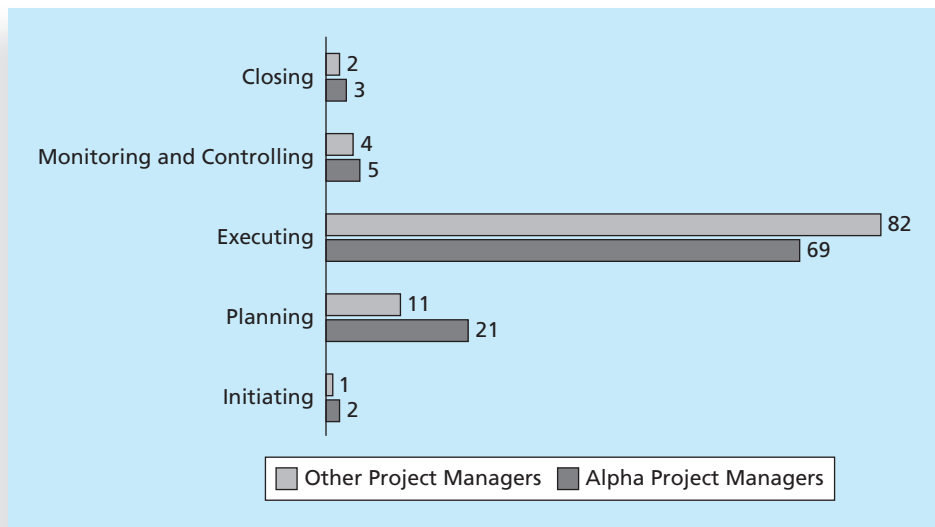 Closing
2
3
Monitoring and Controlling
4
5
Executing
82
69
Planning
11
21
Initiating
1
2
Other Project Managers
Alpha Project Managers